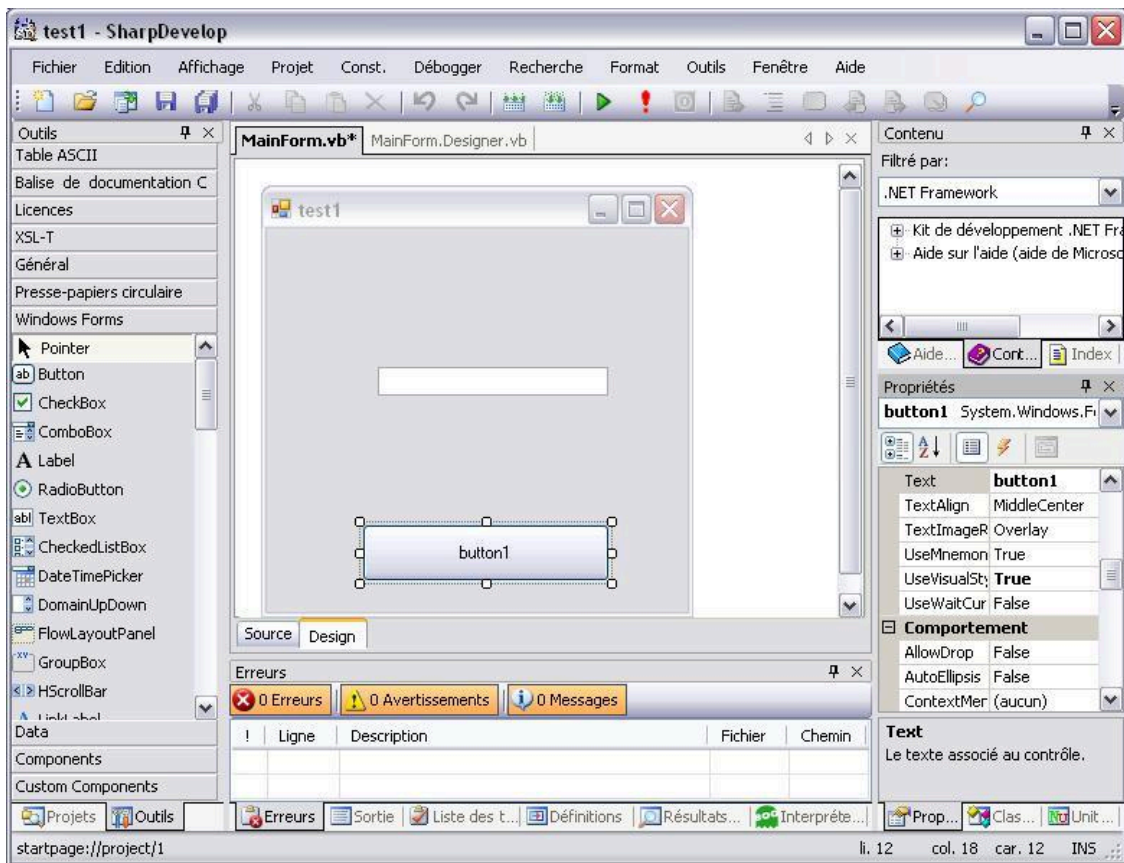 test1 - SharpDevelop
Fichier Edition Affichage Projet Const. Débogger Recherche Format Outils Fenêtre Aide
Outils
Table ASCII
Balise de documentation C
Licences
XSL-T
Général
Presse-papiers circulaire
Windows Forms
Pointer
Button
CheckBox
ComboBox
A Label
RadioButton
TextBox
CheckedListBox
DateTimePicker
DomainUpDown
FlowLayoutPanel
GroupBox
HScrollBar
Data
Components
Custom Components
Projets Outils
MainForm.vb* MainForm.Designer.vb
test1
button1
Source Design
Erreurs
0 Erreurs 0 Avertissements 0 Messages
! Ligne Description Fichier Chemin
Erreurs Sortie Liste des t... Définitions Résultats... Interpréte...
Contenu
Filtré par:
.NET Framework
Kit de développement .NET Fra
Aide sur l'aide (aide de Microsc
Aide... Cont... Index
Propriétés
button1 System.Windows.Fi
Text button1
TextAlign MiddleCenter
TextImageR Overlay
UseMnemon True
UseVisualSty True
UseWaitCur False
Comportement
AllowDrop False
AutoEllipsis False
ContextMer (aucun)
Text
Le texte associé au contrôle.
Prop... Clas... Unit ...
startpage://project/1 li. 12 col. 18 car. 12 INS